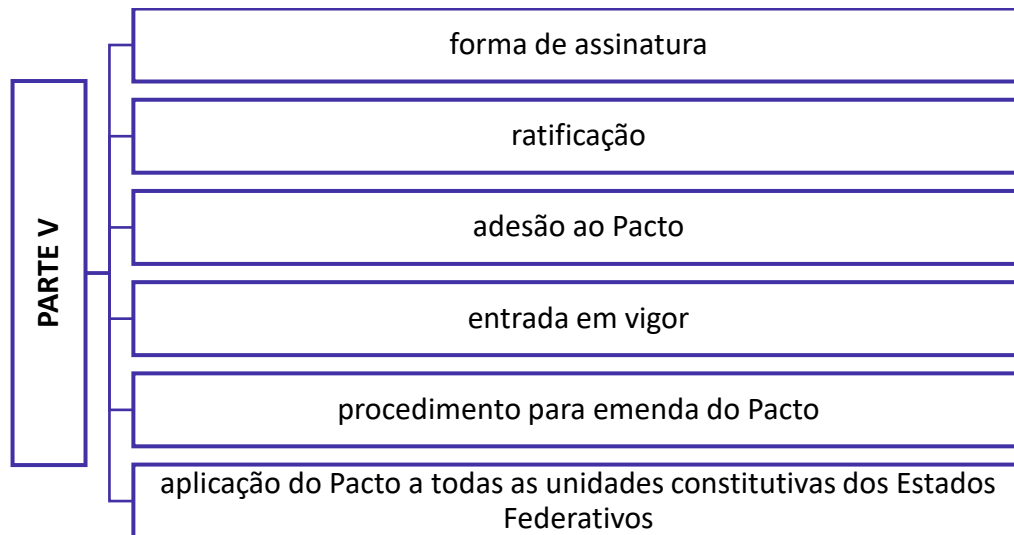 PARTE V
forma de assinatura
ratificação
adesão ao Pacto
entrada em vigor
procedimento para emenda do Pacto
aplicação do Pacto a todas as unidades constitutivas dos Estados
Federativos